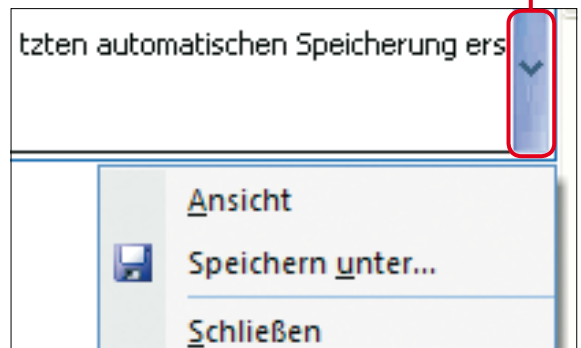 tzten automatischen Speicherung ers
Ansicht
Speichern unter...
Schließen